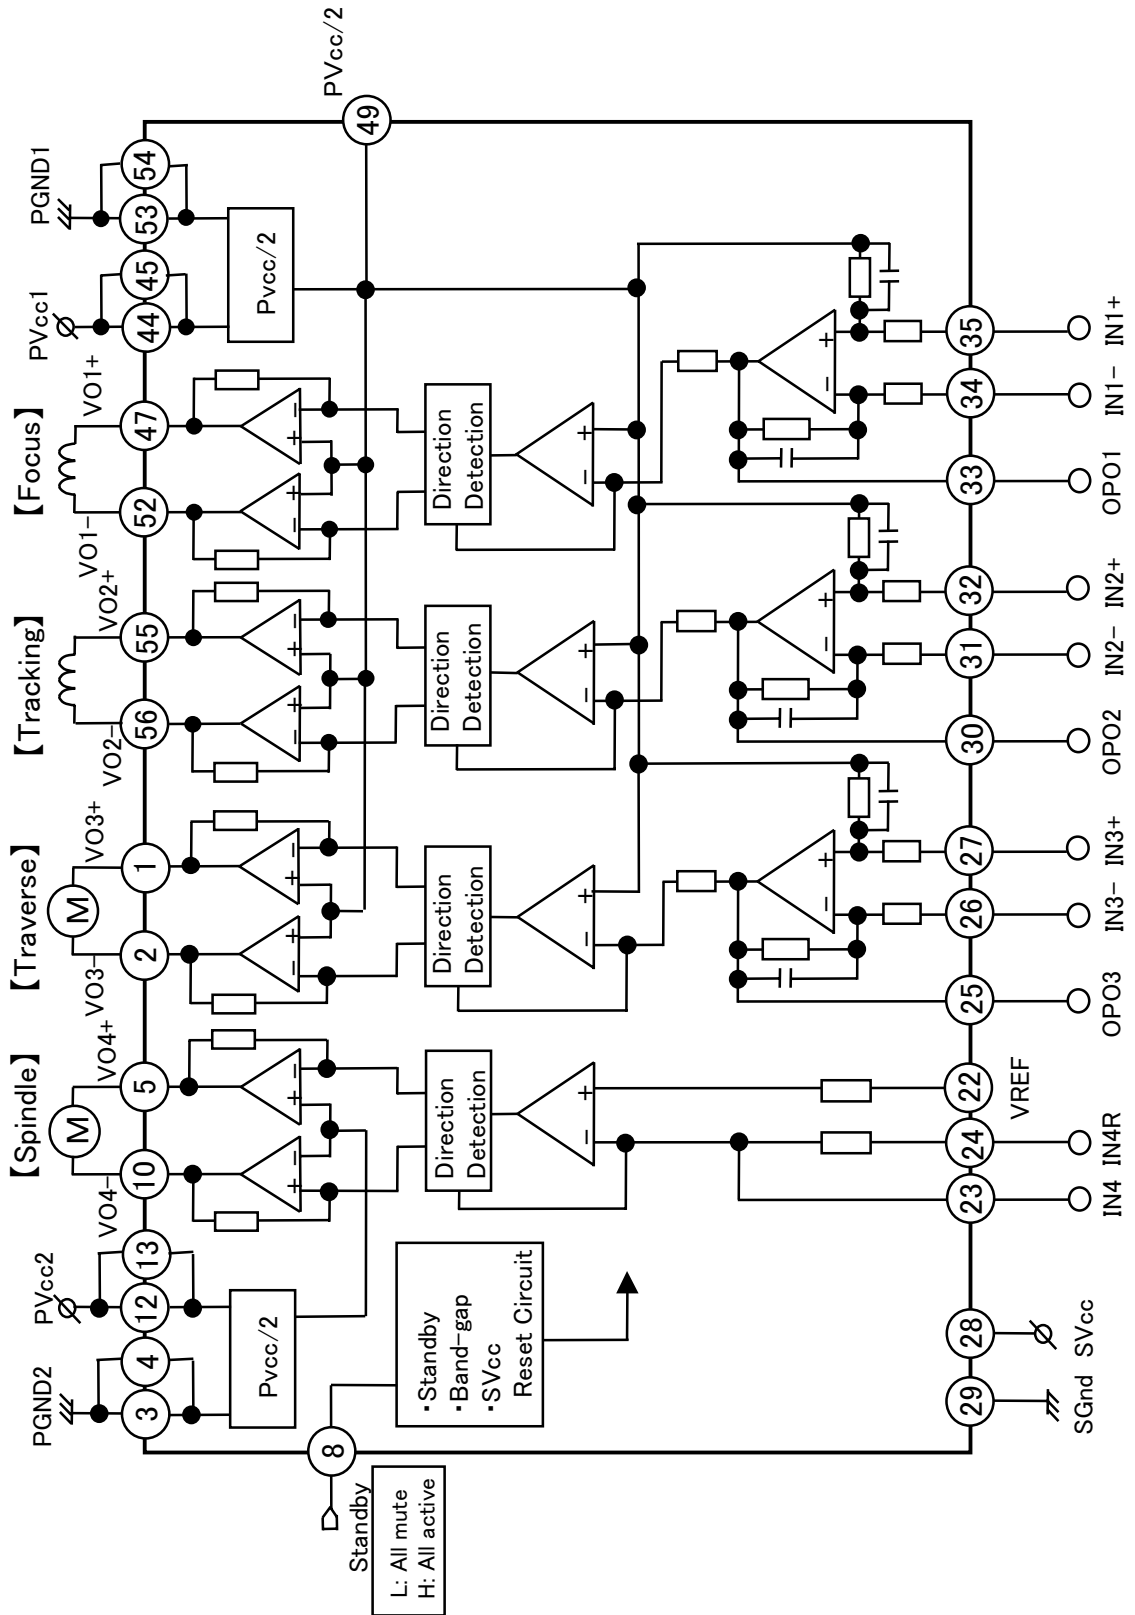 【Spindle】
【Traverse】
【Tracking】
【Focus】
PGND2
PVcc2
VO4-
VO4+
VO3-
VO3+
VO2-
VO2+
VO1-
VO1+
PVcc1
PGND1
M
M
3
4
12
13
10
5
2
1
56
55
52
47
44
45
53
54
Pvcc/2
Pvcc/2
+
−
−
+
−
+
−
+
−
+
−
+
−
+
−
+
8
Standby
L: All mute
H: All active
49
PVcc/2
・Standby
・Band-gap
・SVcc
Reset Circuit
Direction
Detection
Direction
Detection
Direction
Detection
Direction
Detection
−
+
−
+
−
+
−
+
−
+
−
+
−
+
29
28
23
24
22
25
26
27
30
31
32
33
34
35
SGnd
SVcc
IN4
IN4R
VREF
OPO3
IN3-
IN3+
OPO2
IN2-
IN2+
OPO1
IN1-
IN1+